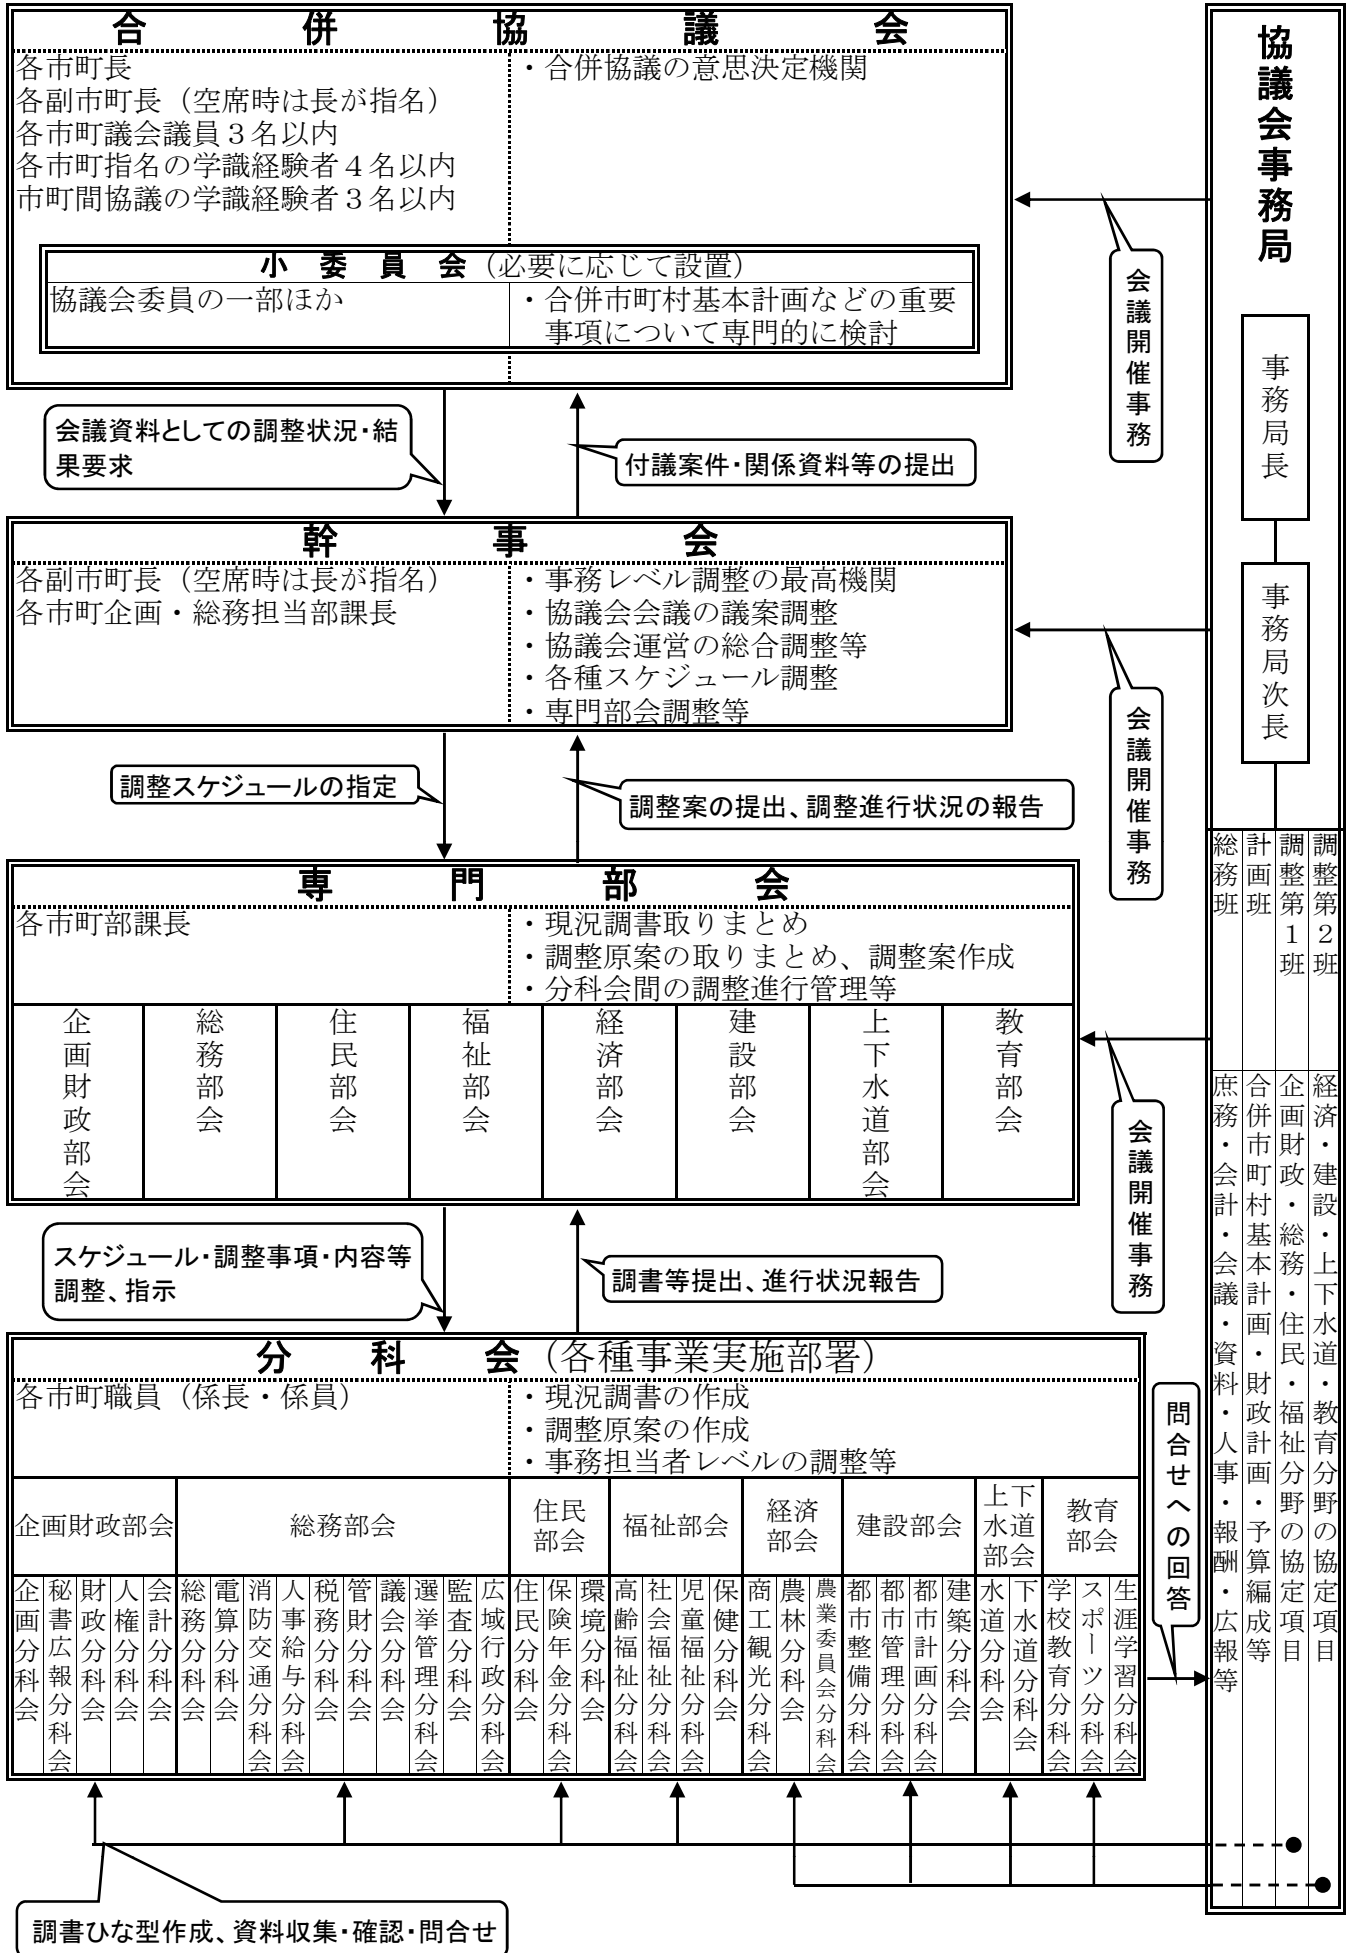 合併協議会
各市町長
各副市町長（空席時は長が指名）
各市町議会議員３名以内
各市町指名の学識経験者４名以内
市町間協議の学識経験者３名以内
・合併協議の意思決定機関
小委員会（必要に応じて設置）
協議会委員の一部ほか
・合併市町村基本計画などの重要
事項について専門的に検討
会議資料としての調整状況・結
果要求
付議案件・関係資料等の提出
幹事会
各副市町長（空席時は長が指名）
各市町企画・総務担当部課長
・事務レベル調整の最高機関
・協議会会議の議案調整
・協議会運営の総合調整等
・各種スケジュール調整
・専門部会調整等
調整スケジュールの指定
調整案の提出、調整進行状況の報告
専門部会
各市町部課長
・現況調書取りまとめ
・調整原案の取りまとめ、調整案作成
・分科会間の調整進行管理等
企画財政部会
総務部会
住民部会
福祉部会
経済部会
建設部会
上下水道部会
教育部会
スケジュール・調整事項・内容等
調整、指示
調書等提出、進行状況報告
分科会（各種事業実施部署）
各市町職員（係長・係員）
・現況調書の作成
・調整原案の作成
・事務担当者レベルの調整等
企画財政部会
総務部会
住民
部会
福祉部会
経済
部会
建設部会
上下
水道
部会
教育
部会
企画分科会
秘書広報分科会
財政分科会
人権分科会
会計分科会
総務分科会
電算分科会
消防交通分科会
人事給与分科会
税務分科会
管財分科会
議会分科会
選挙管理分科会
監査分科会
広域行政分科会
住民分科会
保険年金分科会
環境分科会
高齢福祉分科会
社会福祉分科会
児童福祉分科会
保健分科会
商工観光分科会
農林分科会
農業委員会分科会
都市整備分科会
都市管理分科会
都市計画分科会
建築分科会
水道分科会
下水道分科会
学校教育分科会
スポーツ分科会
生涯学習分科会
調書ひな型作成、資料収集・確認・問合せ
会議開催事務
会議開催事務
会議開催事務
問合せへの回答
協議会事務局
事務局長
事務局次長
総務班
計画班
調整第１班
調整第２班
庶務・会計・会議・資料・人事・報酬・広報等
合併市町村基本計画・財政計画・予算編成等
企画財政・総務・住民・福祉分野の協定項目
経済・建設・上下水道・教育分野の協定項目